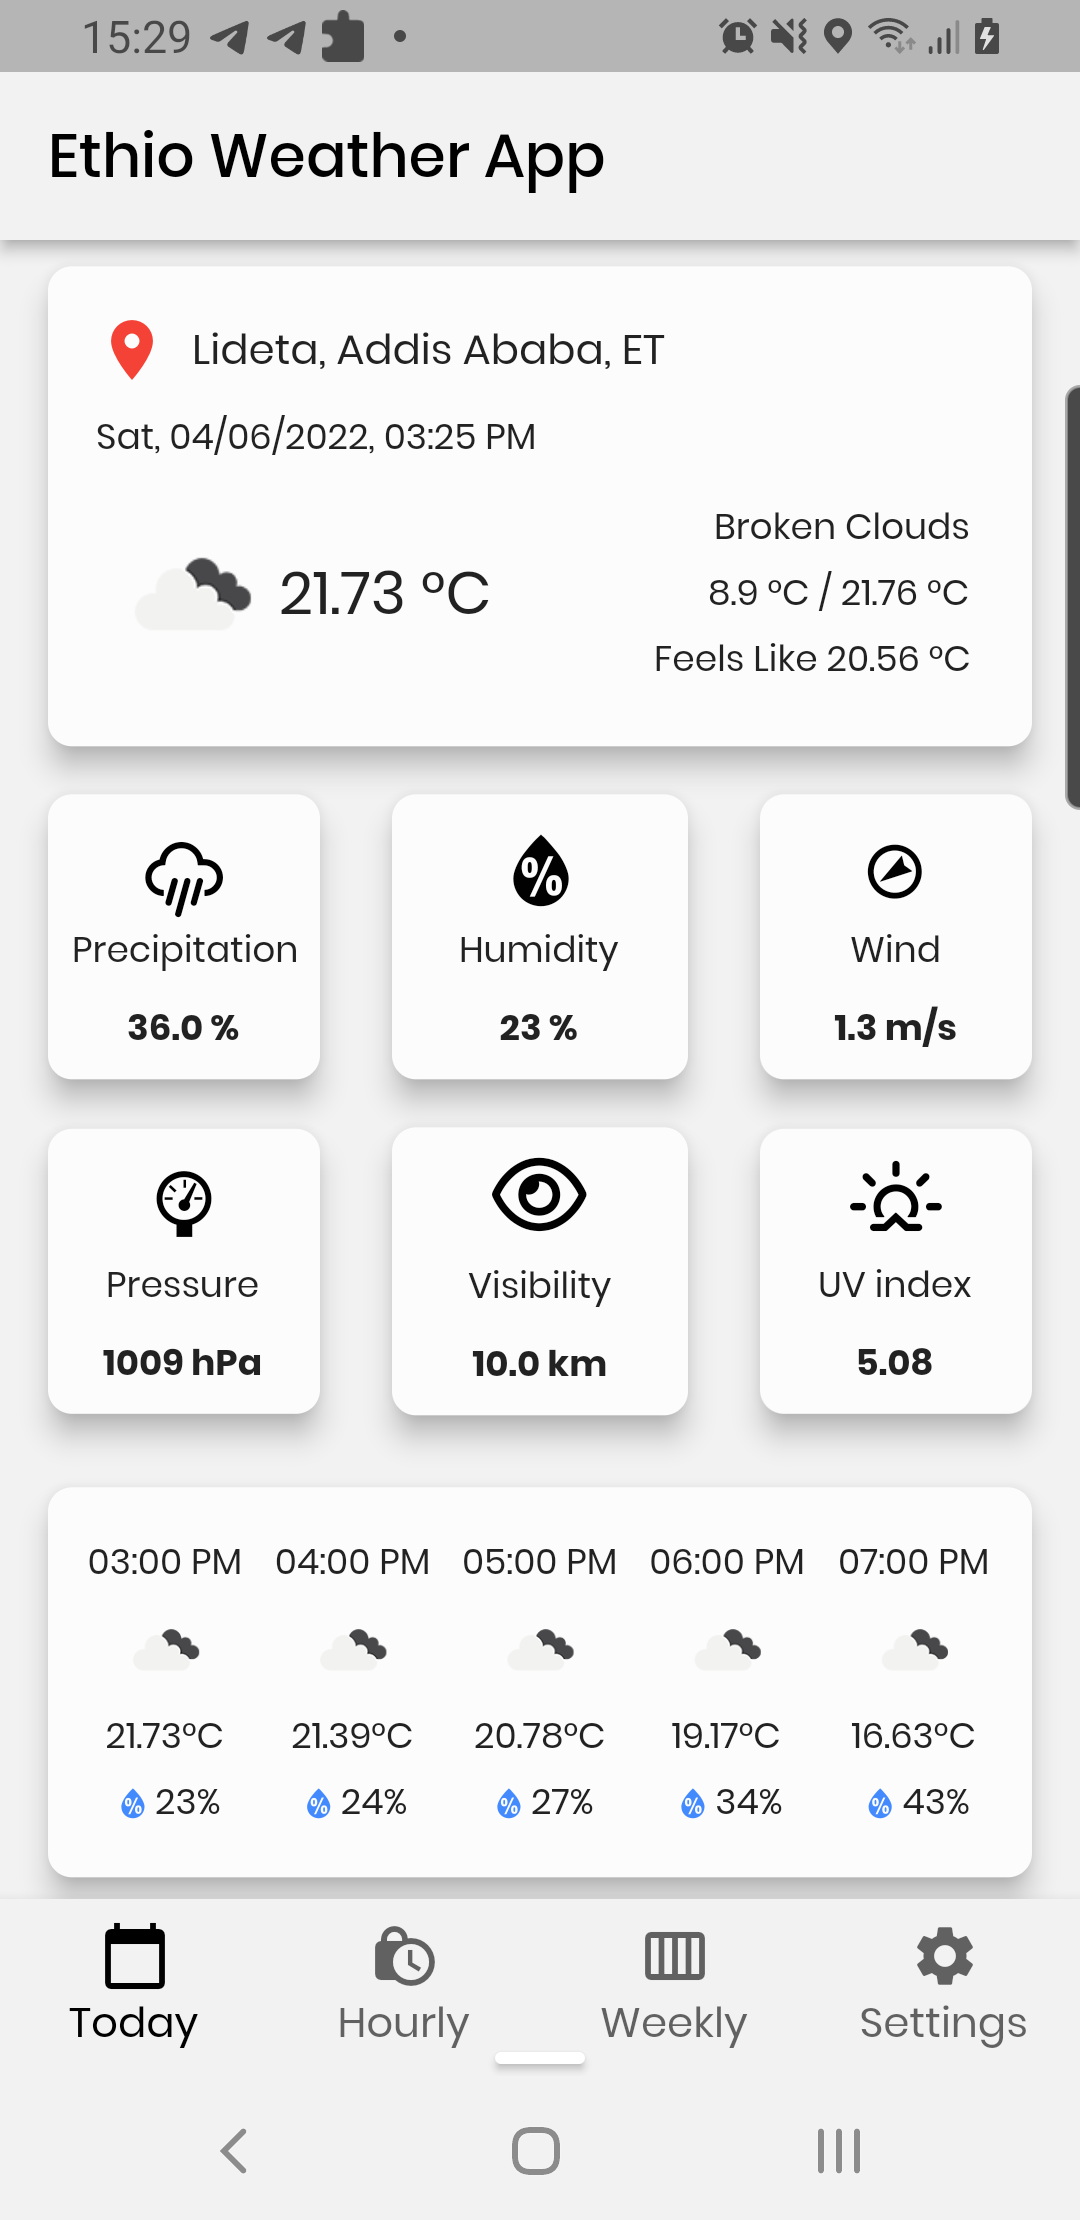 15:29
Ethio Weather App
Lideta, Addis Ababa, ET
Sat, 04/06/2022, 03:25 PM
Broken Clouds
21.73 °C
8.9 °C / 21.76 °C
Feels Like 20.56 °C
Precipitation Humidity Wind
36.0 % 23 % 1.3 m/s
Pressure Visibility UV index
1009 hPa 10.0 km 5.08
03:00 PM 04:00 PM 05:00 PM 06:00 PM 07:00 PM
21.73°C 21.39°C 20.78°C 19.17°C 16.63°C
23% 24% 27% 34% 43%
Today Hourly Weekly Settings